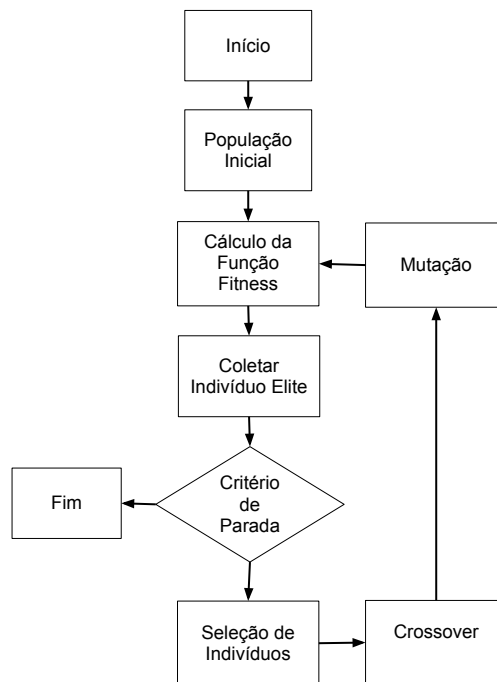 Início
População
Inicial
Cálculo da
Função
Fitness
Mutação
Coletar
Indivíduo Elite
Critério
de
Parada
Fim
Seleção de
Indivíduos
Crossover